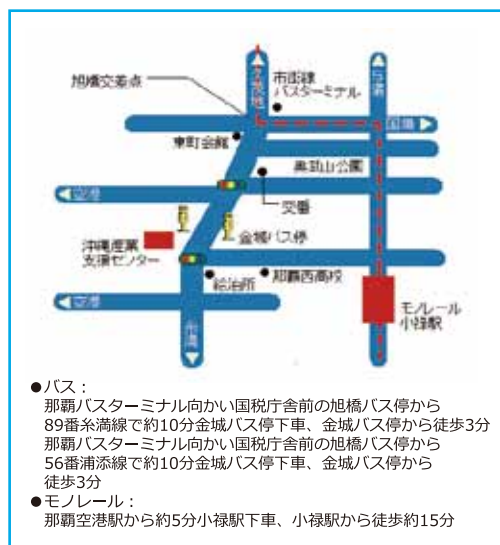 旭橋交差点
市街線
バスターミナル
国場
東町会館
奥武山公園
空港
交番
金城バス停
沖縄産業
支援センター
給油所
那覇西高校
空港
モノレール
小禄駅
●バス：
那覇バスターミナル向かい国税庁舎前の旭橋バス停から
89番糸満線で約10分金城バス停下車、金城バス停から徒歩3分
那覇バスターミナル向かい国税庁舎前の旭橋バス停から
56番浦添線で約10分金城バス停下車、金城バス停から
徒歩3分
●モノレール：
那覇空港駅から約5分小禄駅下車、小禄駅から徒歩約15分